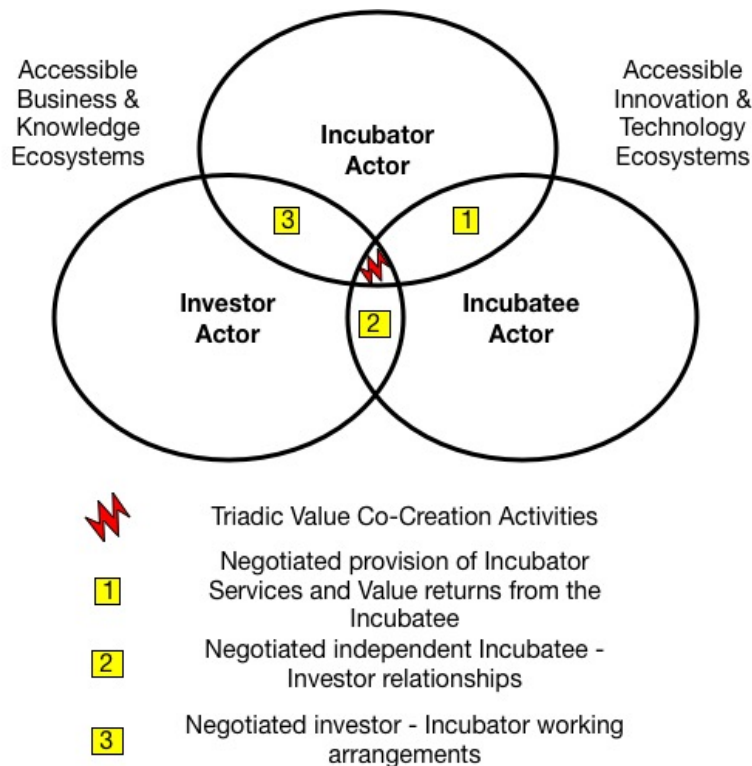 Accessible
Business &
Knowledge
Ecosystems
Accessible
Innovation &
Technology
Ecosystems
Incubator
Actor
3
1
Investor
Actor
Incubatee
Actor
2
Triadic Value Co-Creation Activities
Negotiated provision of Incubator
1
Services and Value returns from the
Incubatee
Negotiated independent Incubatee -
2
Investor relationships
Negotiated investor - Incubator working
3
arrangements